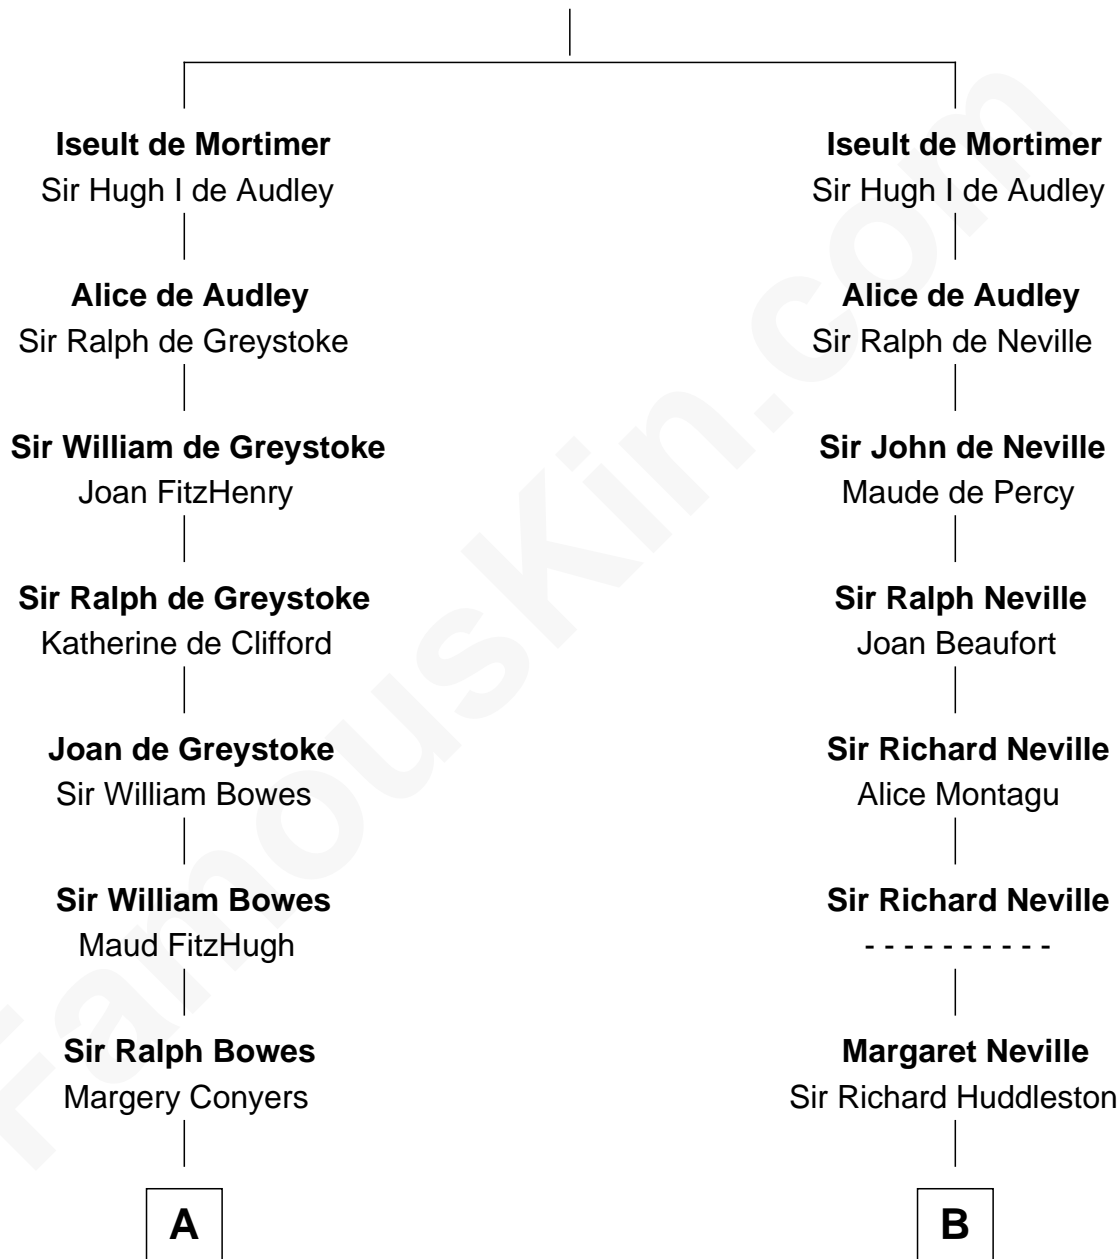 Iseult de Mortimer
Sir Hugh I de Audley
Alice de Audley
Sir Ralph de Greystoke
Sir William de Greystoke
Joan FitzHenry
Sir Ralph de Greystoke
Katherine de Clifford
Joan de Greystoke
Sir William Bowes
Sir William Bowes
Maud FitzHugh
Sir Ralph Bowes
Margery Conyers
A
Iseult de Mortimer
Sir Hugh I de Audley
Alice de Audley
Sir Ralph de Neville
Sir John de Neville
Maude de Percy
Sir Ralph Neville
Joan Beaufort
Sir Richard Neville
Alice Montagu
Sir Richard Neville
- - - - - - - - - -
Margaret Neville
Sir Richard Huddleston
B
FamousKin.com